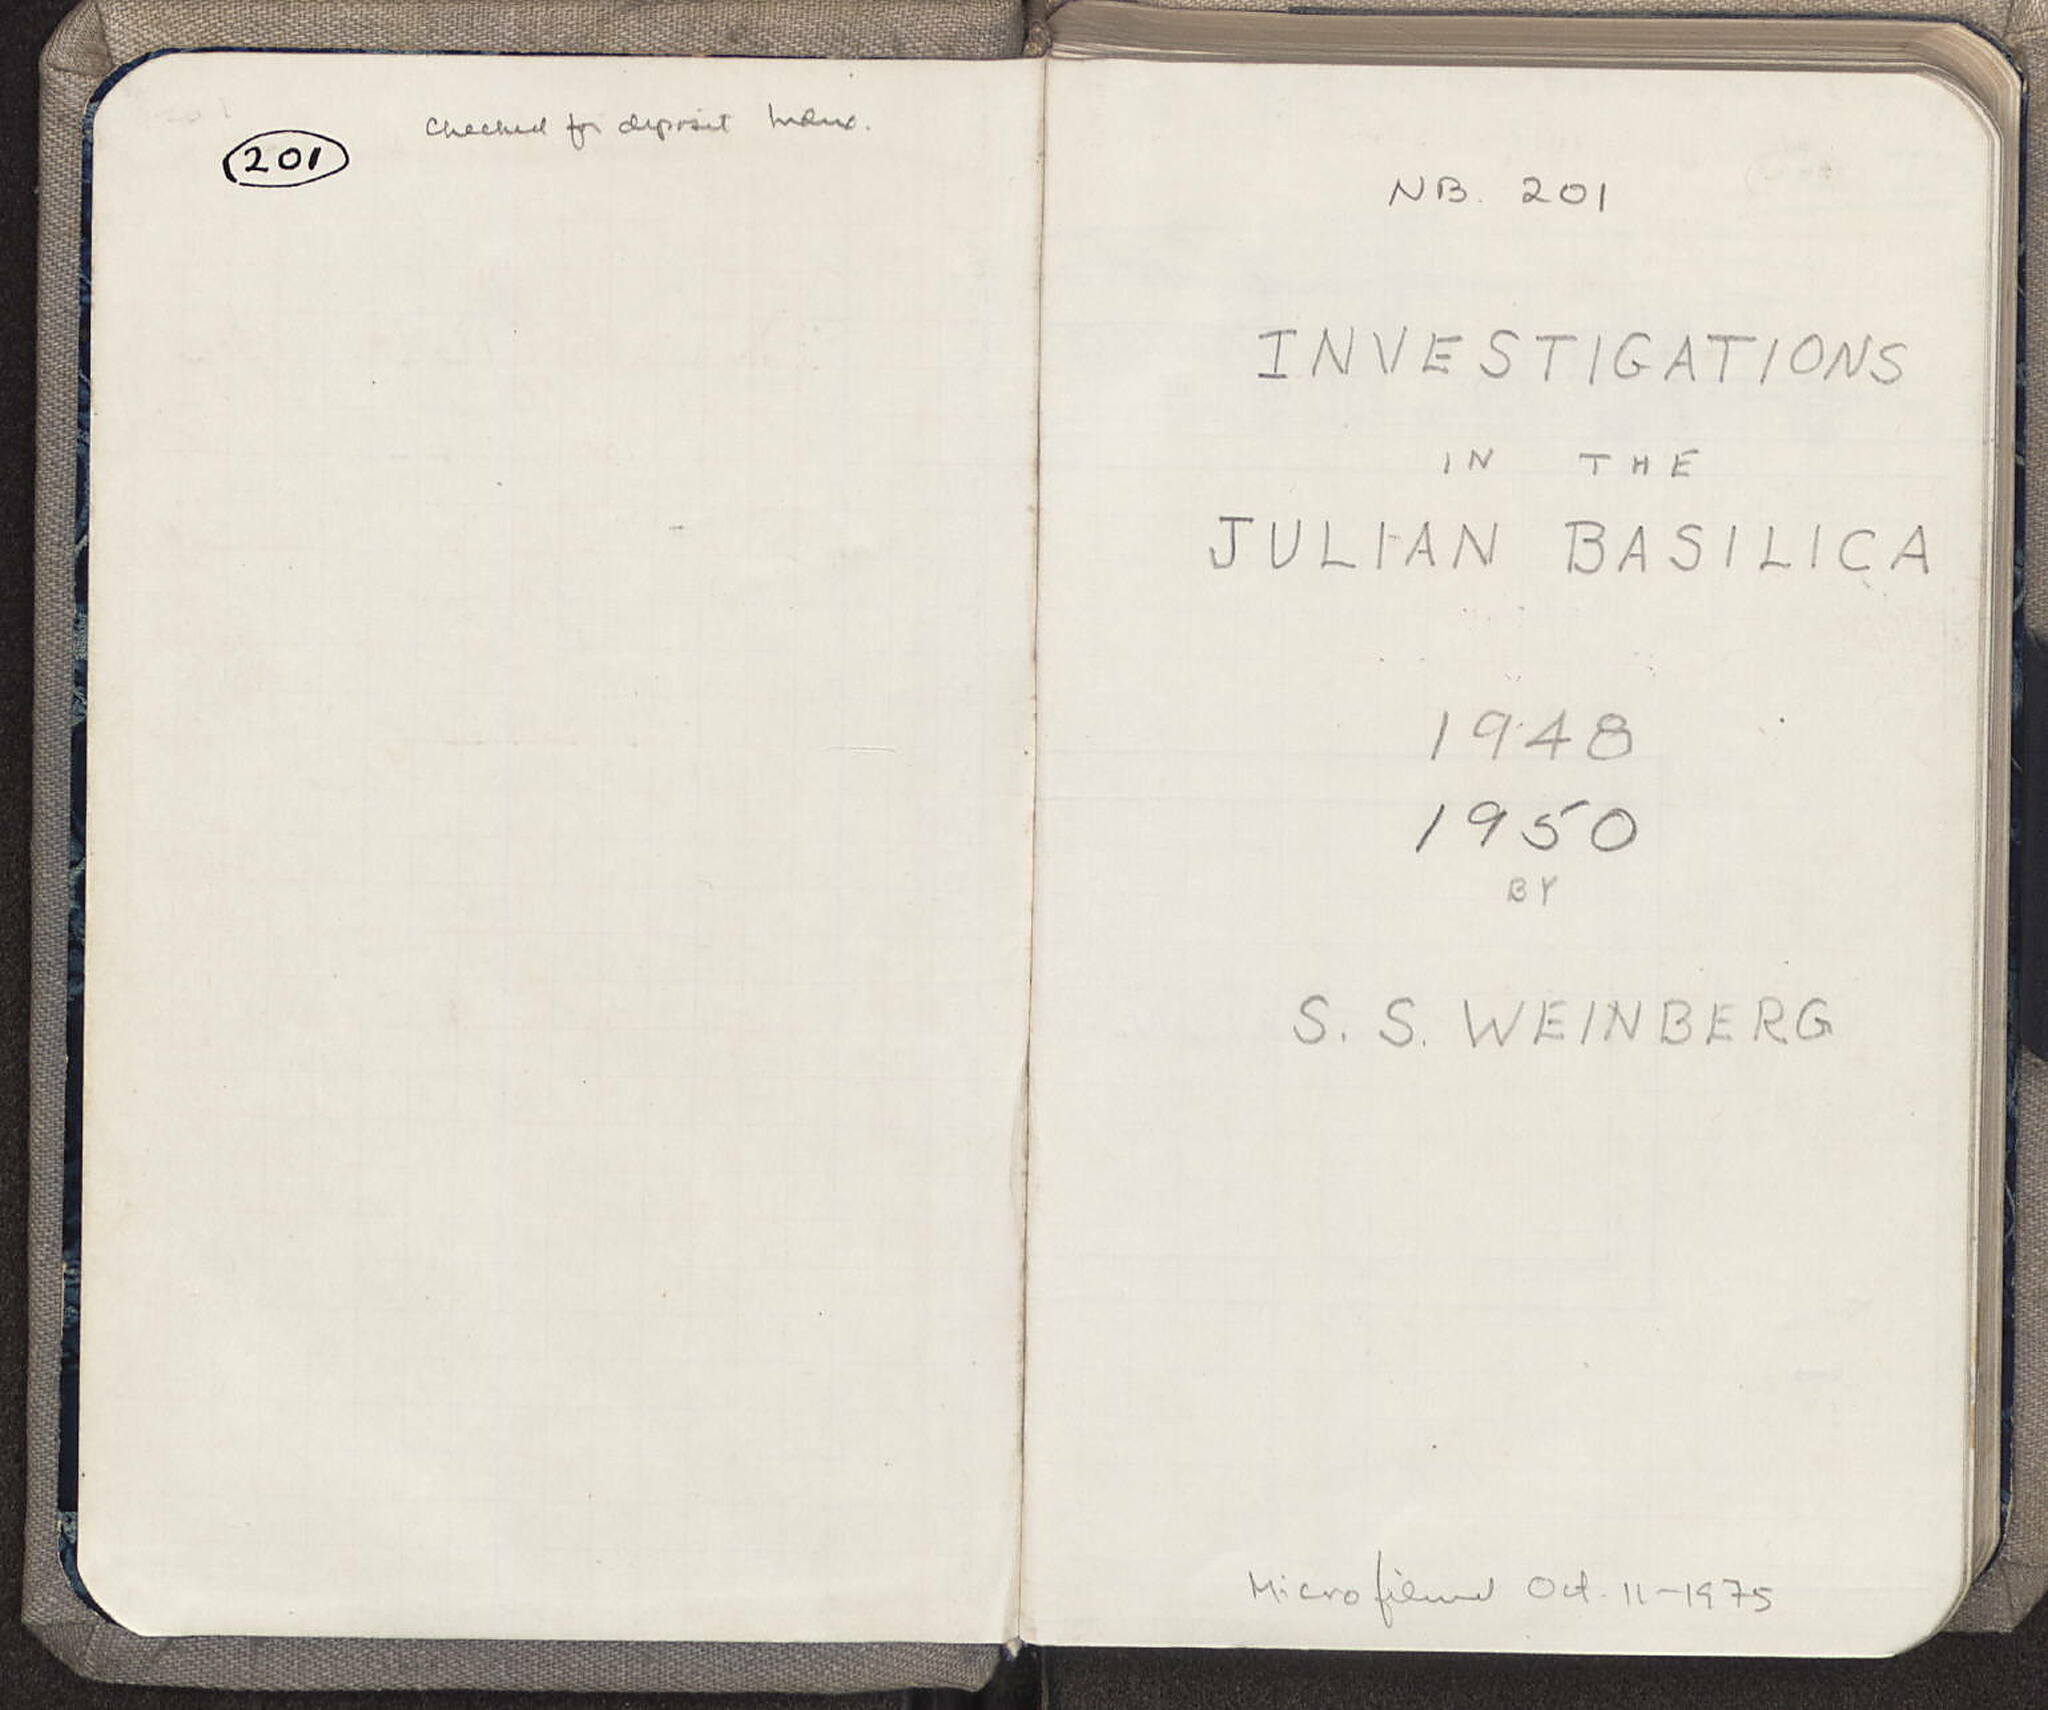 201
Checked for deposit Index.
NB. 201
INVESTIGATIONS
IN THE
JULIAN BASILICA
1948
1950
BY
S. S. WEINBERG
Microfilmed Oct. 11-1975